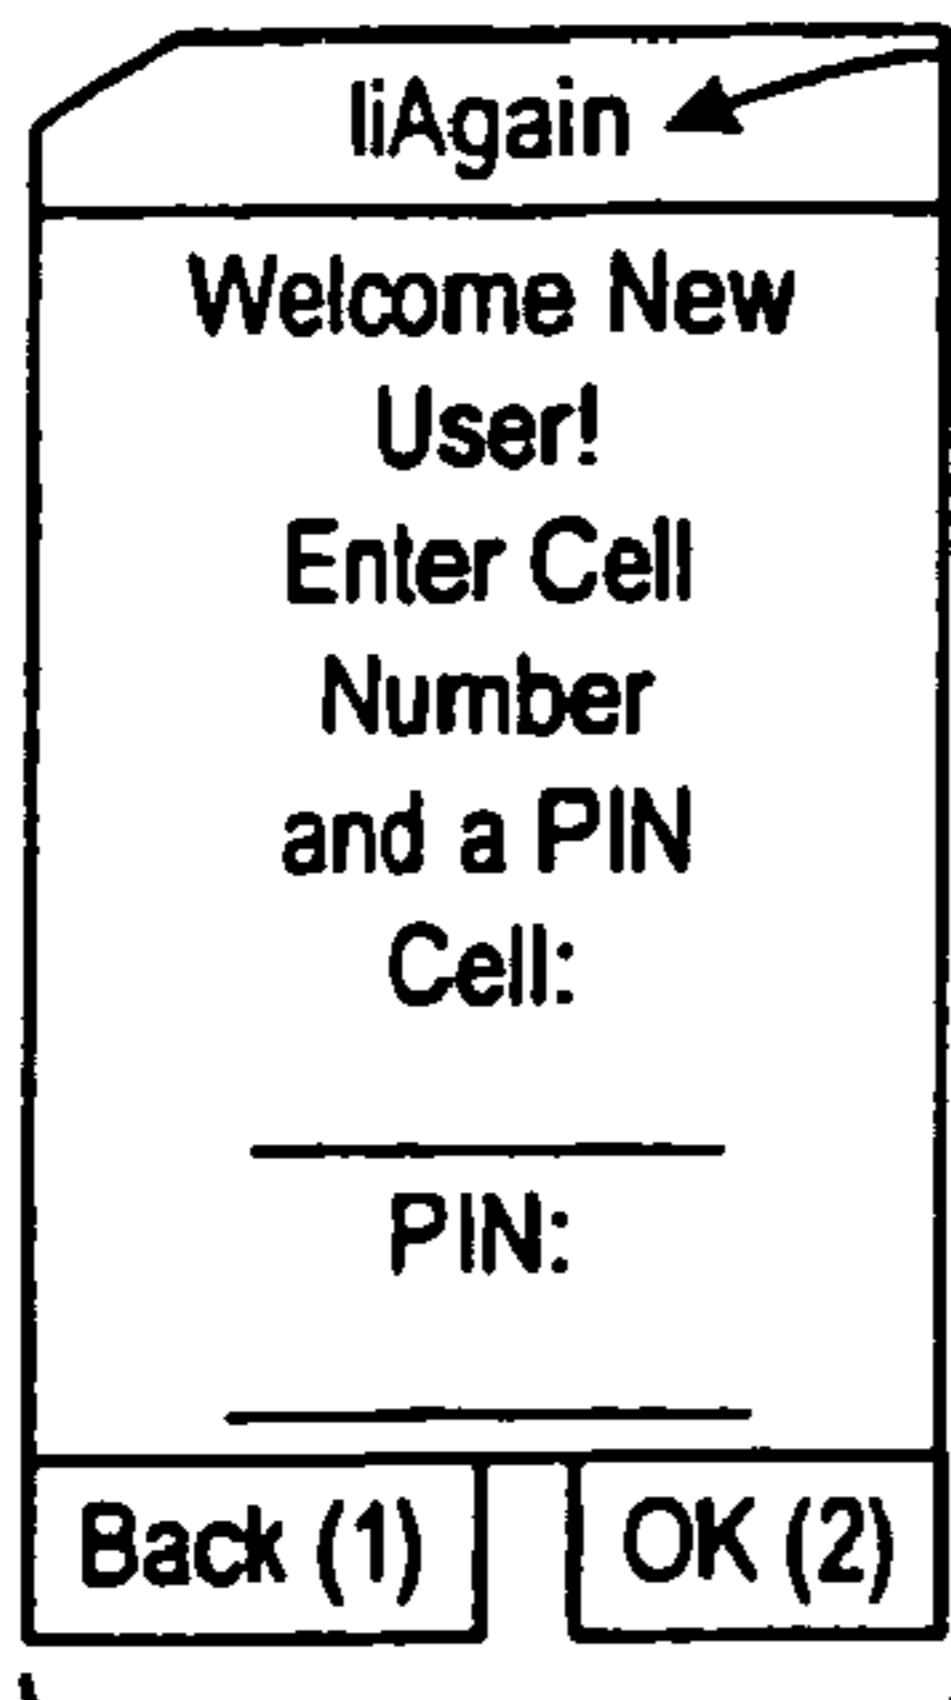 liAgain
Welcome New
User!
Enter Cell
Number
and a PIN
Cell:
PIN:
Back (1)
OK (2)